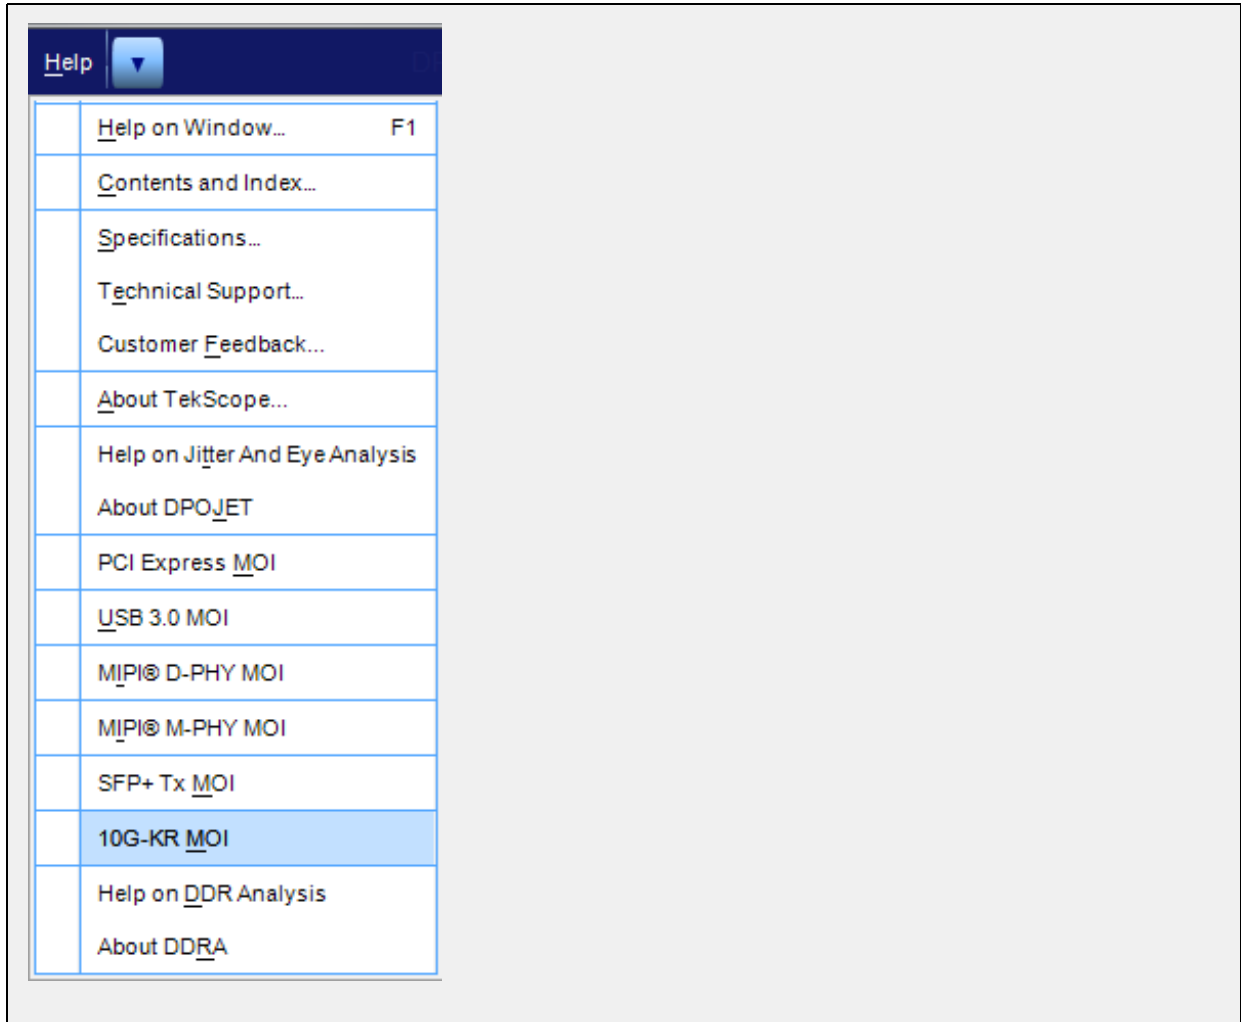 Help
Help on Window... F1
Contents and Index...
Specifications...
Technical Support...
Customer Feedback...
About TekScope...
Help on Jitter And Eye Analysis
About DPOJET
PCI Express MOI
USB 3.0 MOI
MIPI® D-PHY MOI
MIPI® M-PHY MOI
SFP+ Tx MOI
10G-KR MOI
Help on DDR Analysis
About DDRA